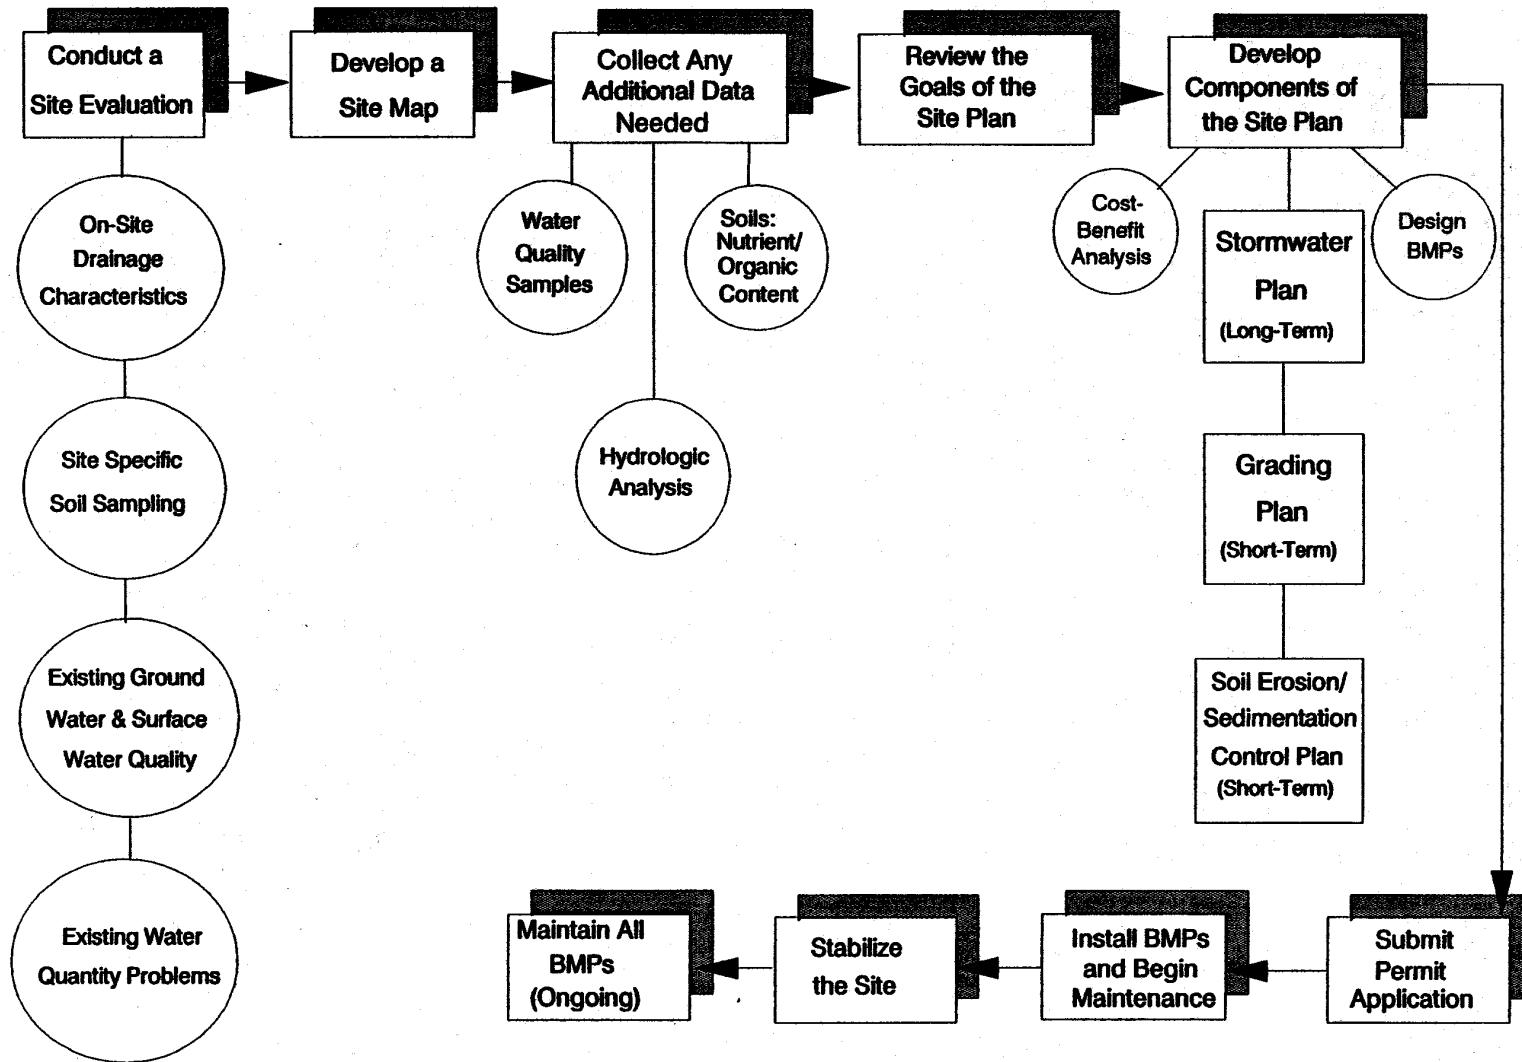 Conduct a
Site Evaluation
Develop a
Site Map
Collect Any
Additional Data
Needed
Review the
Goals of the
Site Plan
Develop
Components of
the Site Plan
On-Site
Drainage
Characteristics
Site Specific
Soil Sampling
Existing Ground
Water & Surface
Water Quality
Existing Water
Quantity Problems
Water
Quality
Samples
Hydrologic
Analysis
Soils:
Nutrient/
Organic
Content
Cost-
Benefit
Analysis
Stormwater
Plan
(Long-Term)
Design
BMPs
Grading
Plan
(Short-Term)
Soil Erosion/
Sedimentation
Control Plan
(Short-Term)
Submit
Permit
Application
Install BMPs
and Begin
Maintenance
Stabilize
the Site
Maintain All
BMPs
(Ongoing)